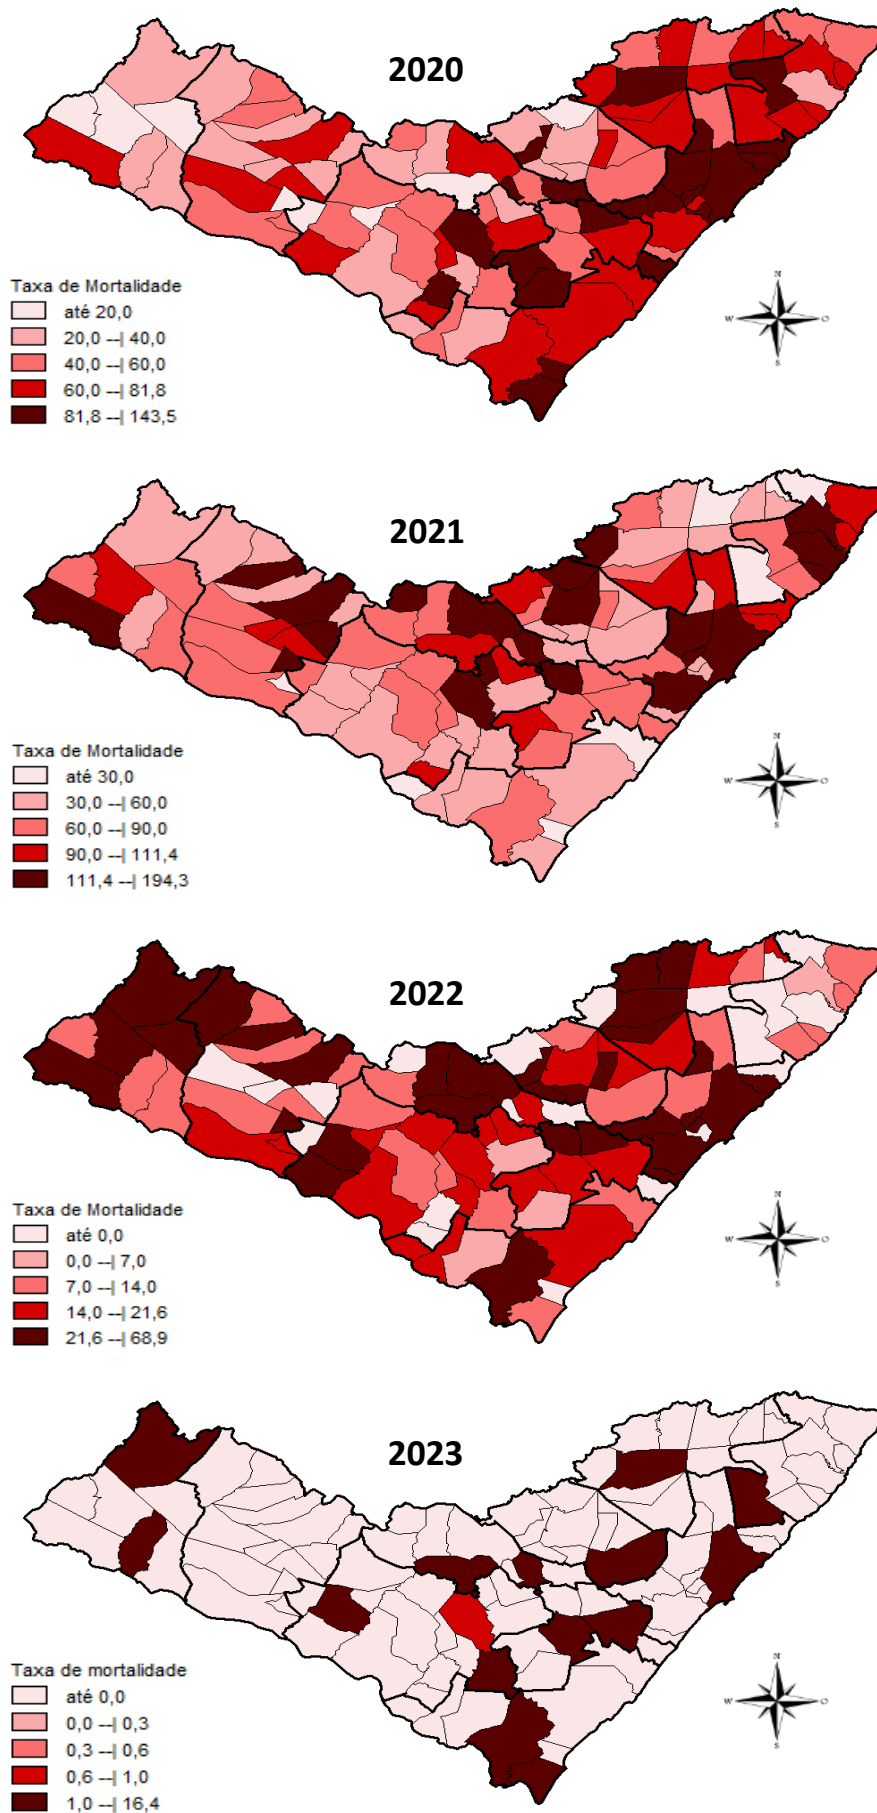 2020
Taxa de Mortalidade
até 20,0
20,0 --| 40,0
40,0 --| 60,0
60,0 --| 81,8
81,8 --| 143,5
N
W
O
S
2021
Taxa de Mortalidade
até 30,0
30,0 --| 60,0
60,0 --| 90,0
90,0 --| 111,4
111,4 --| 194,3
N
W
O
S
2022
Taxa de Mortalidade
até 0,0
0,0 --| 7,0
7,0 --| 14,0
14,0 --| 21,6
21,6 --| 68,9
N
W
O
S
2023
Taxa de mortalidade
até 0,0
0,0 --| 0,3
0,3 --| 0,6
0,6 --| 1,0
1,0 --| 16,4
N
W
O
S